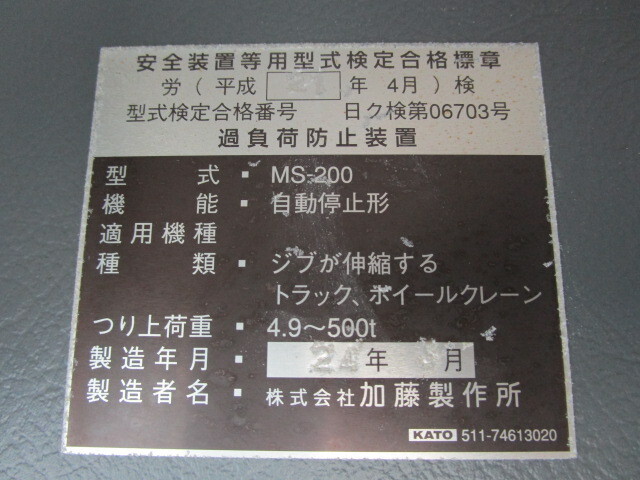 安全装置等用型式検定合格標章
労（平成 年 4月）検
型式検定合格番号 日ク検第06703号
過負荷防止装置
型式・MS-200
機能・自動停止形
適用機種
種類・ジブが伸縮する
トラック、ホイールクレーン
つり上荷重・4.9～500t
製造年月・24年 月
製造者名・株式会社加藤製作所
KATO 511-74613020